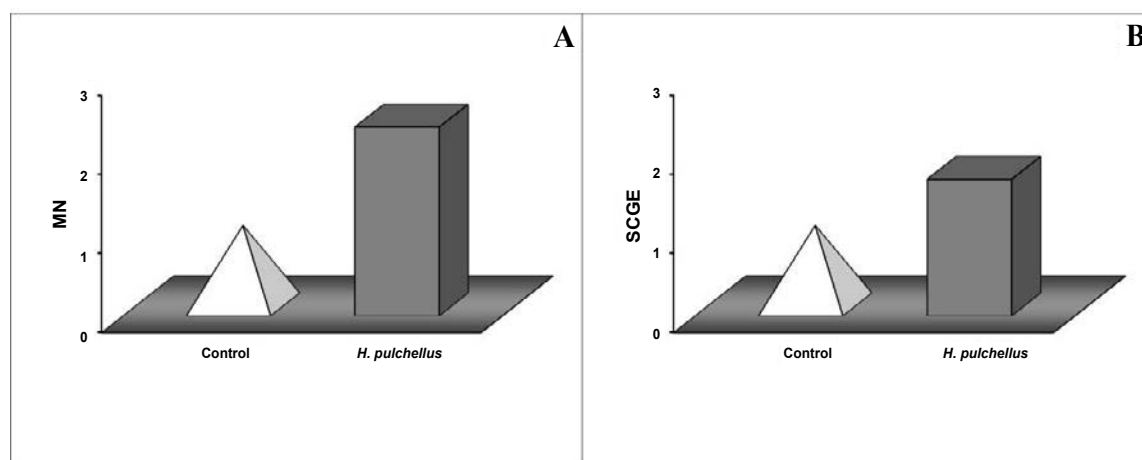 A
3
2
MN
1
0
Control H. pulchellus
B
3
2
SCGE
1
0
Control H. pulchellus